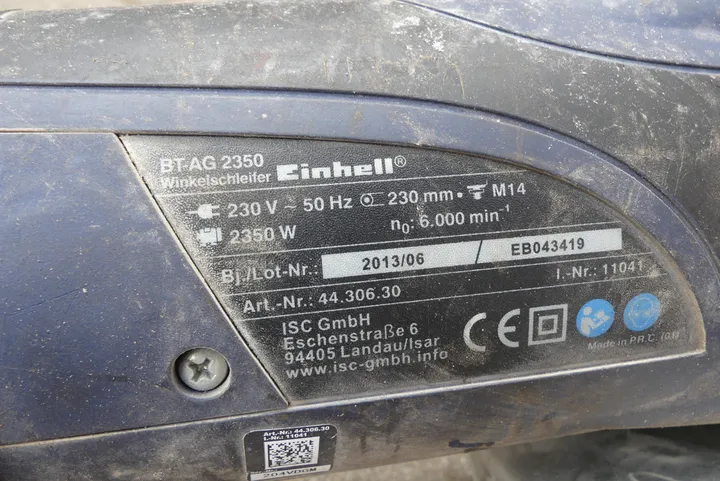 BT-AG 2350
Winkelschleifer Einhell®
230 V ~ 50 Hz 230 mm • M14
2350 W n0: 6.000 min-1
Bj./Lot-Nr.: 2013/06 / EB043419
Art.-Nr.: 44.306.30 I.-Nr.: 11041
ISC GmbH
Eschenstraße 6
94405 Landau/Isar
www.isc-gmbh.info
CE
Made in P.R.C.
Art.-Nr.: 44.306.30
I.-Nr.: 11041